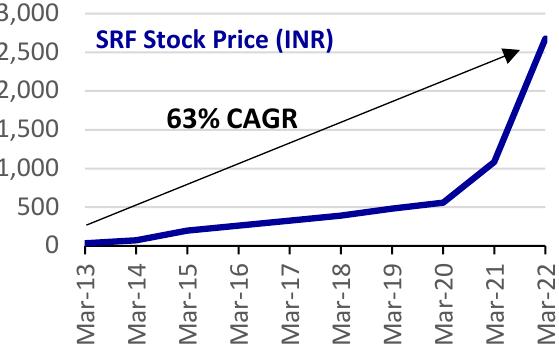 SRF Stock Price (INR)
63% CAGR
3,000
2,500
2,000
1,500
1,000
500
0
Mar-13
Mar-14
Mar-15
Mar-16
Mar-17
Mar-18
Mar-19
Mar-20
Mar-21
Mar-22